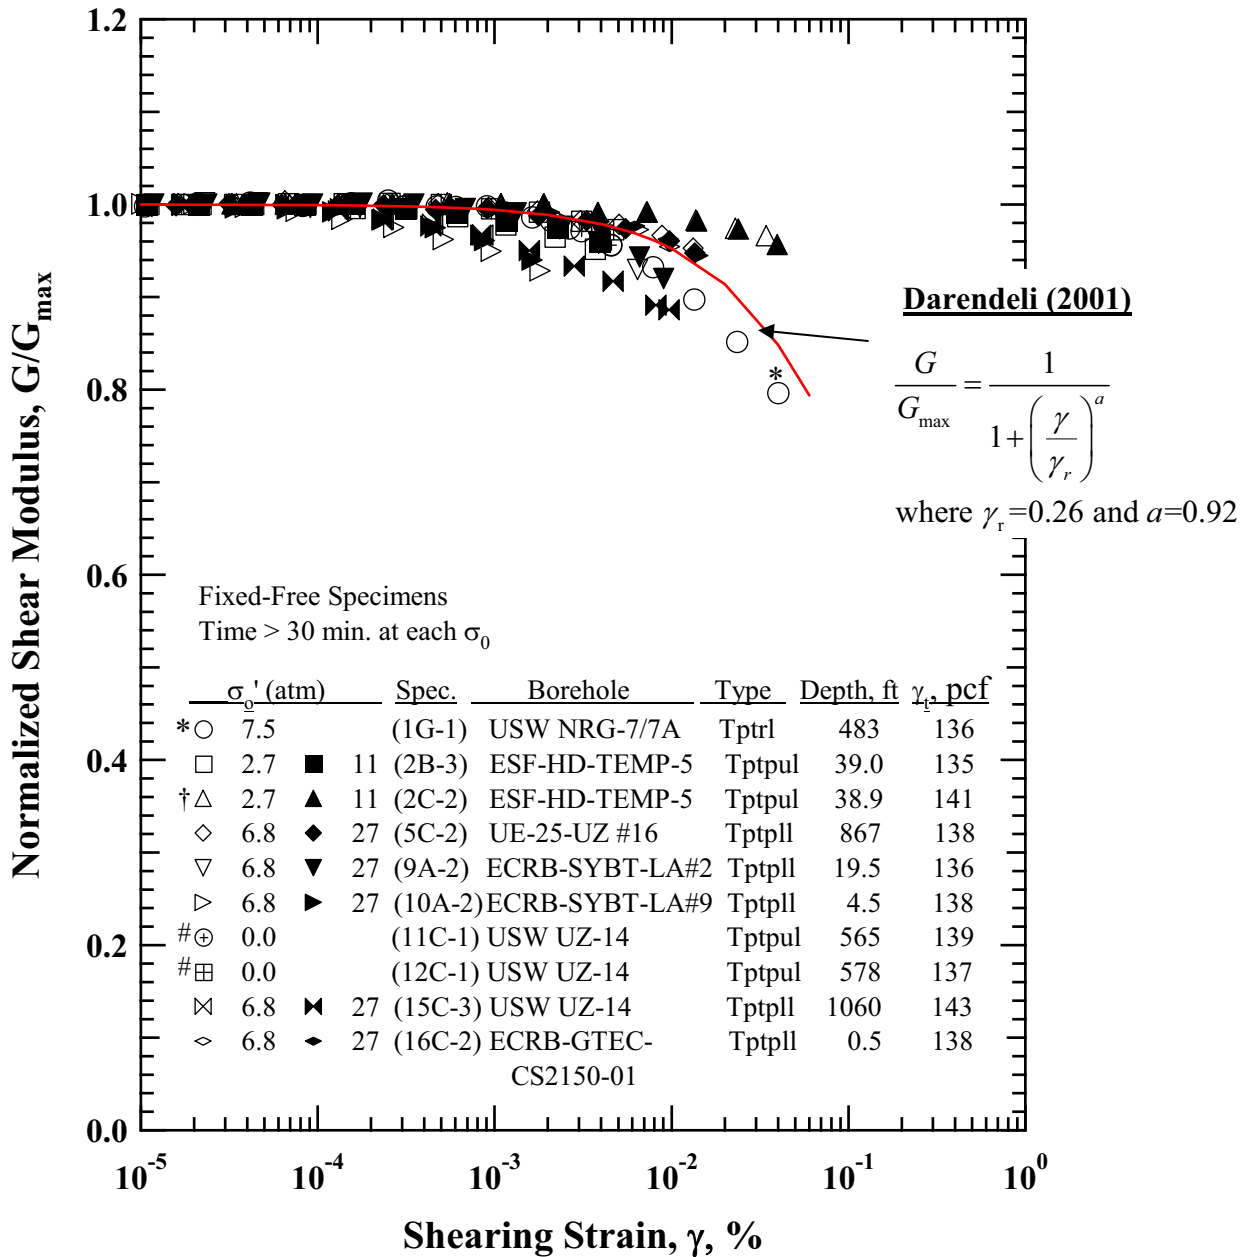 1.2
1.0
0.8
0.6
0.4
0.2
0.0
Normalized Shear Modulus, G/Gmax
Darendeli (2001)
G/Gmax = 1/(1+(γ/γr)^a)
where γr=0.26 and a=0.92
Fixed-Free Specimens
Time > 30 min. at each σ0
σo' (atm) Spec. Borehole Type Depth, ft γt, pcf
*○ 7.5 (1G-1) USW NRG-7/7A Tptrl 483 136
□ 2.7 ■ 11 (2B-3) ESF-HD-TEMP-5 Tptpul 39.0 135
†△ 2.7 ▲ 11 (2C-2) ESF-HD-TEMP-5 Tptpul 38.9 141
◇ 6.8 ◆ 27 (5C-2) UE-25-UZ #16 Tptpll 867 138
▽ 6.8 ▼ 27 (9A-2) ECRB-SYBT-LA#2 Tptpll 19.5 136
▷ 6.8 ▶ 27 (10A-2) ECRB-SYBT-LA#9 Tptpll 4.5 138
#⊕ 0.0 (11C-1) USW UZ-14 Tptpul 565 139
#⊞ 0.0 (12C-1) USW UZ-14 Tptpul 578 137
⋈ 6.8 ⧓ 27 (15C-3) USW UZ-14 Tptpll 1060 143
◇ 6.8 ◆ 27 (16C-2) ECRB-GTEC- Tptpll 0.5 138
CS2150-01
*
10^-5 10^-4 10^-3 10^-2 10^-1 10^0
Shearing Strain, γ, %